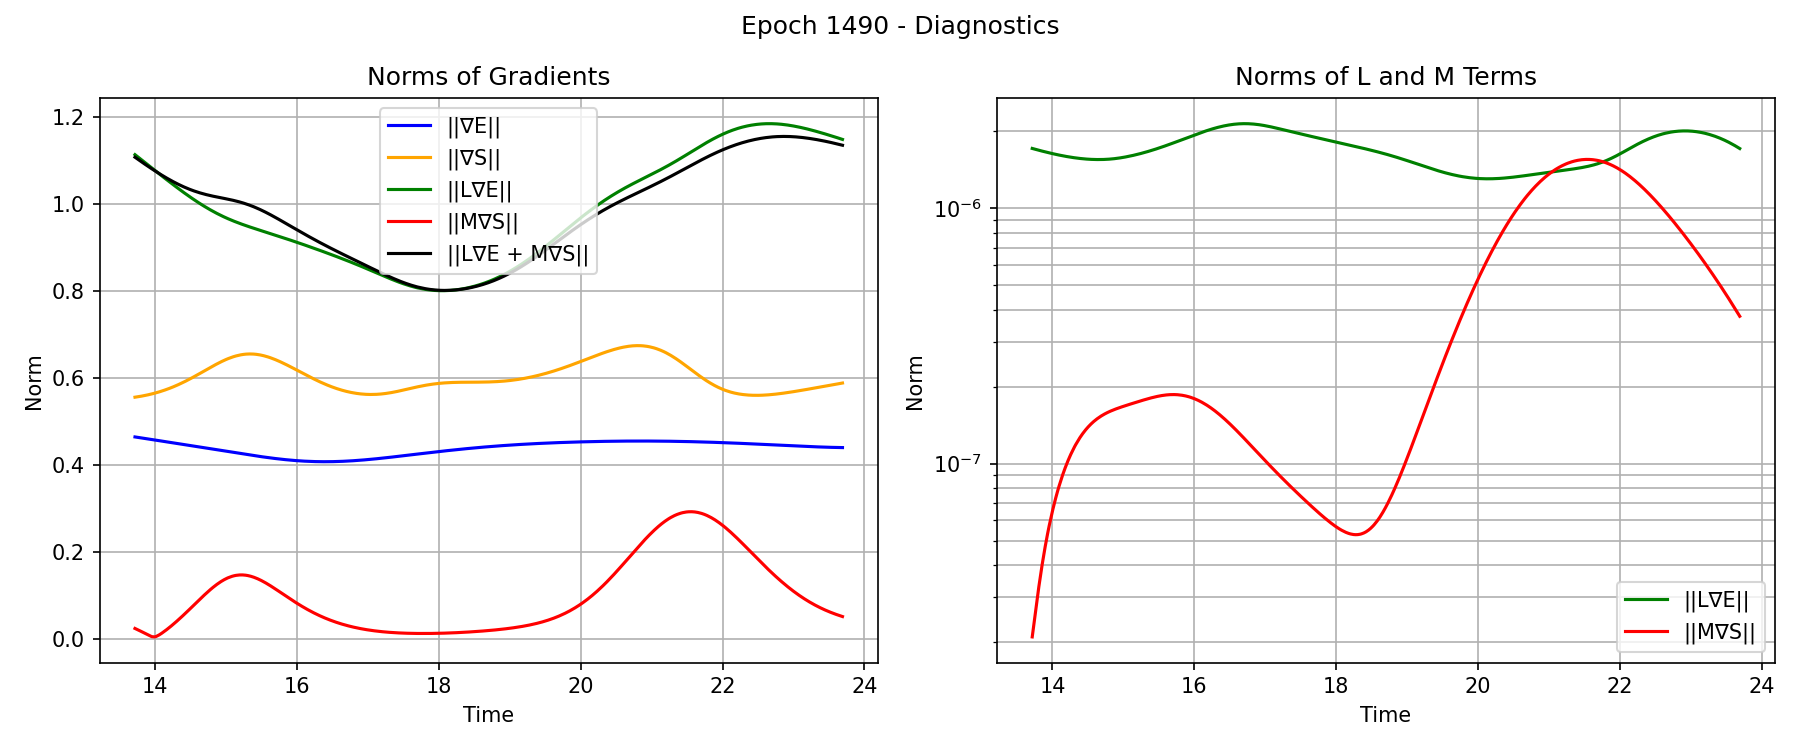 Epoch 1490 - Diagnostics
Norms of Gradients
1.2
1.0
0.8
0.6
0.4
0.2
0.0
Norm
14
16
18
20
22
24
Time
||∇E||
||∇S||
||L∇E||
||M∇S||
||L∇E + M∇S||
Norms of L and M Terms
10⁻⁶
10⁻⁷
Norm
14
16
18
20
22
24
Time
||L∇E||
||M∇S||